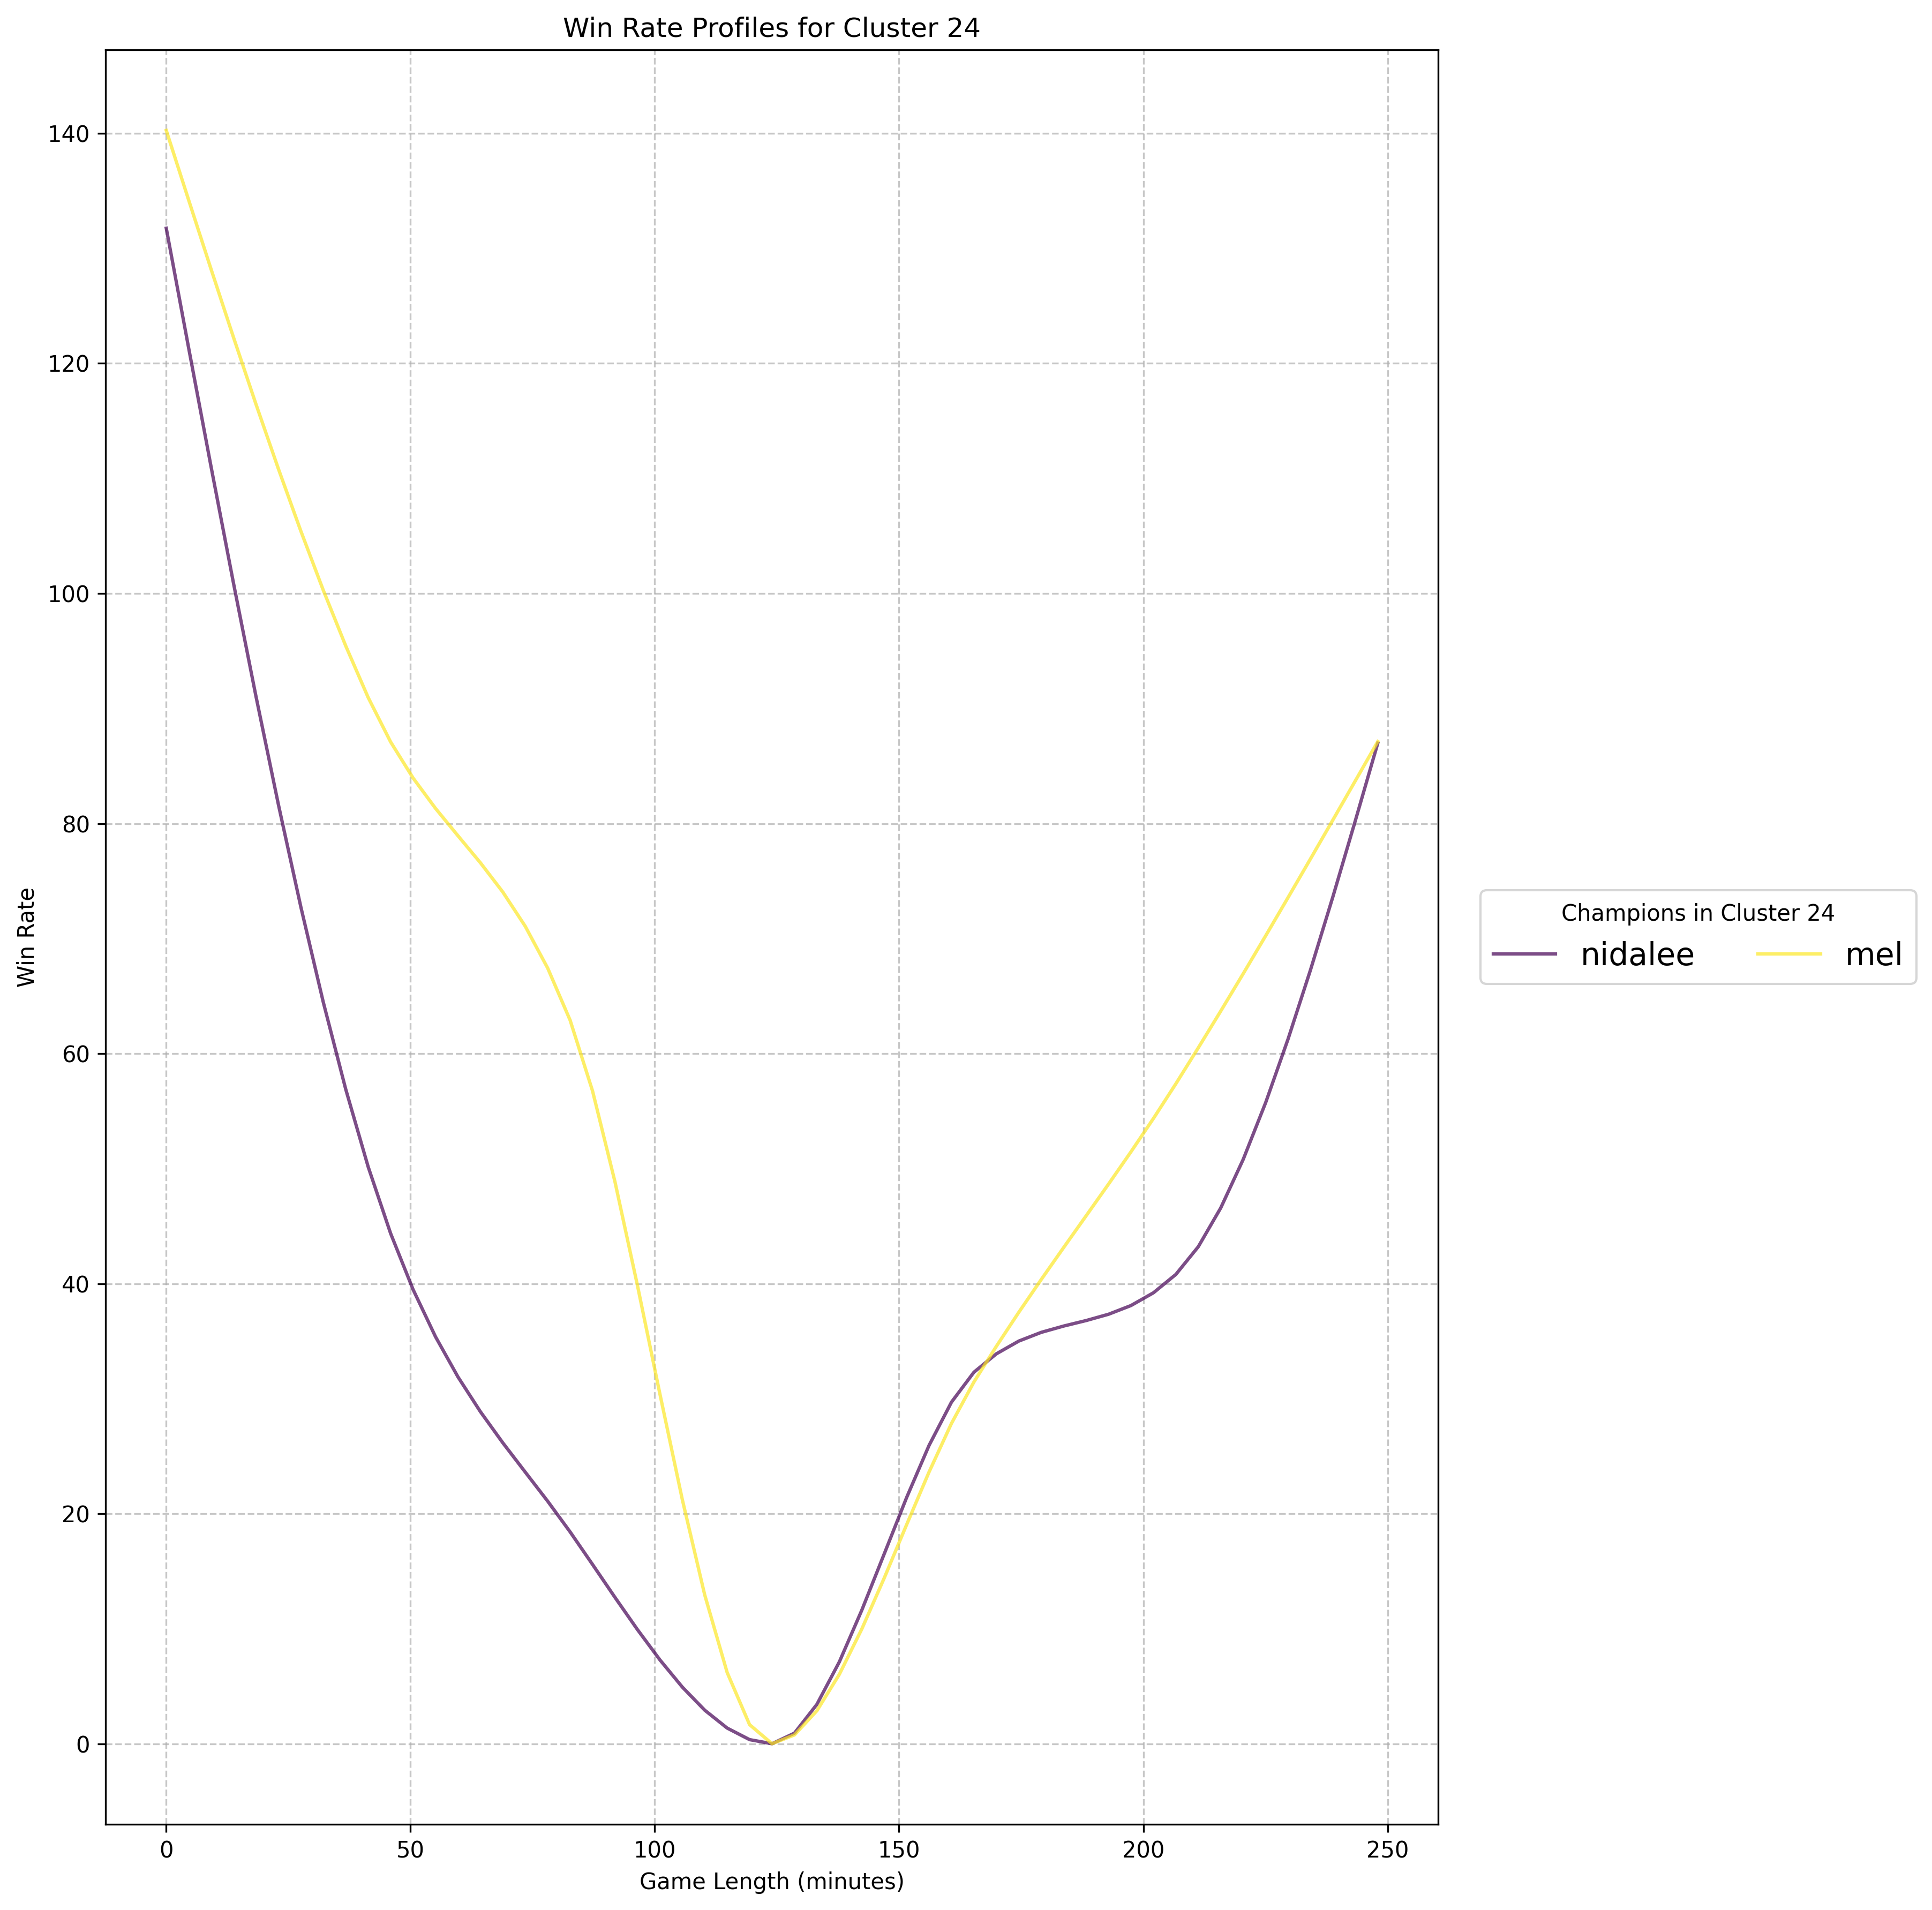 Win Rate Profiles for Cluster 24
140
120
100
80
60
40
20
0
Win Rate
0 50 100 150 200 250
Game Length (minutes)
Champions in Cluster 24
nidalee mel